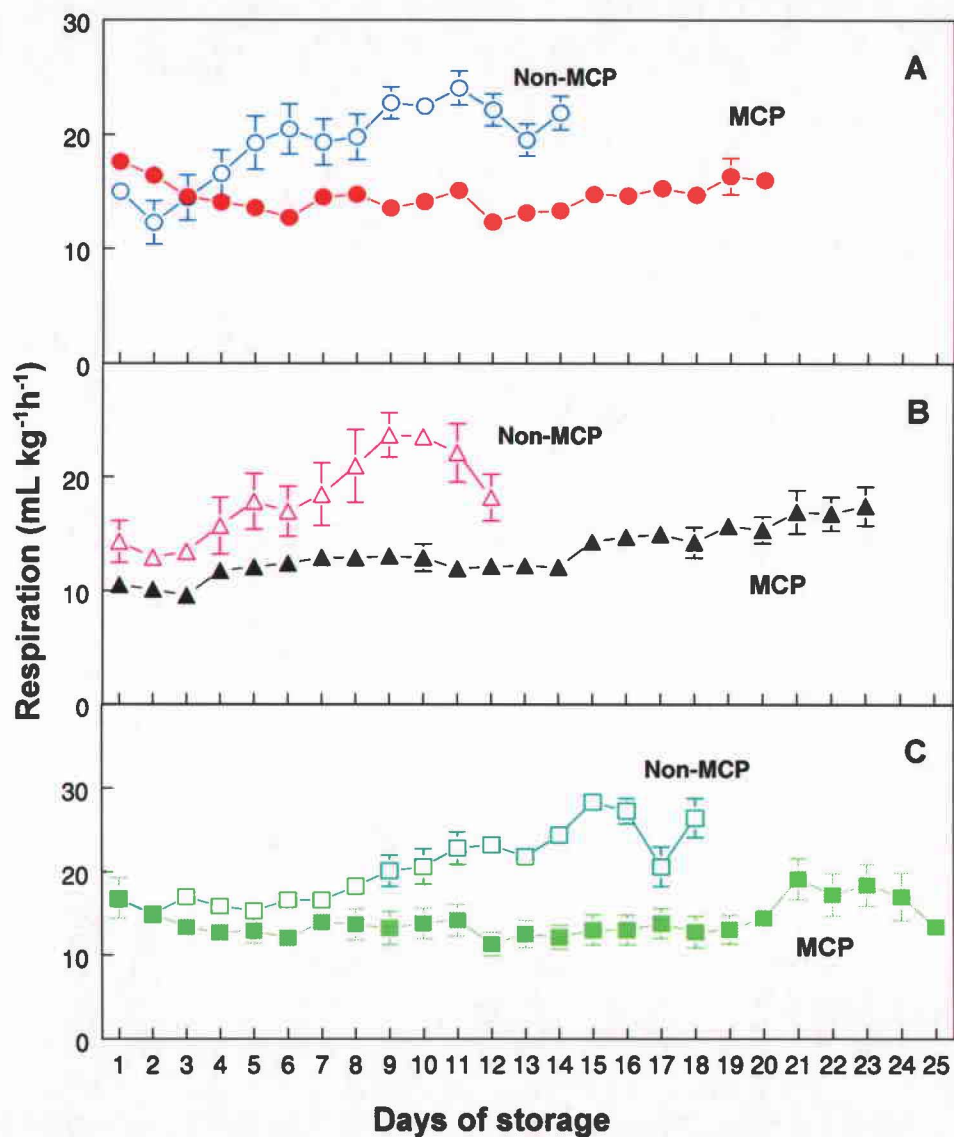 30
A
Non-MCP
MCP
20
10
0
B
Non-MCP
20
MCP
10
0
C
Non-MCP
30
20
MCP
10
0
1 2 3 4 5 6 7 8 9 10 11 12 13 14 15 16 17 18 19 20 21 22 23 24 25
Days of storage
Respiration (mL kg⁻¹h⁻¹)